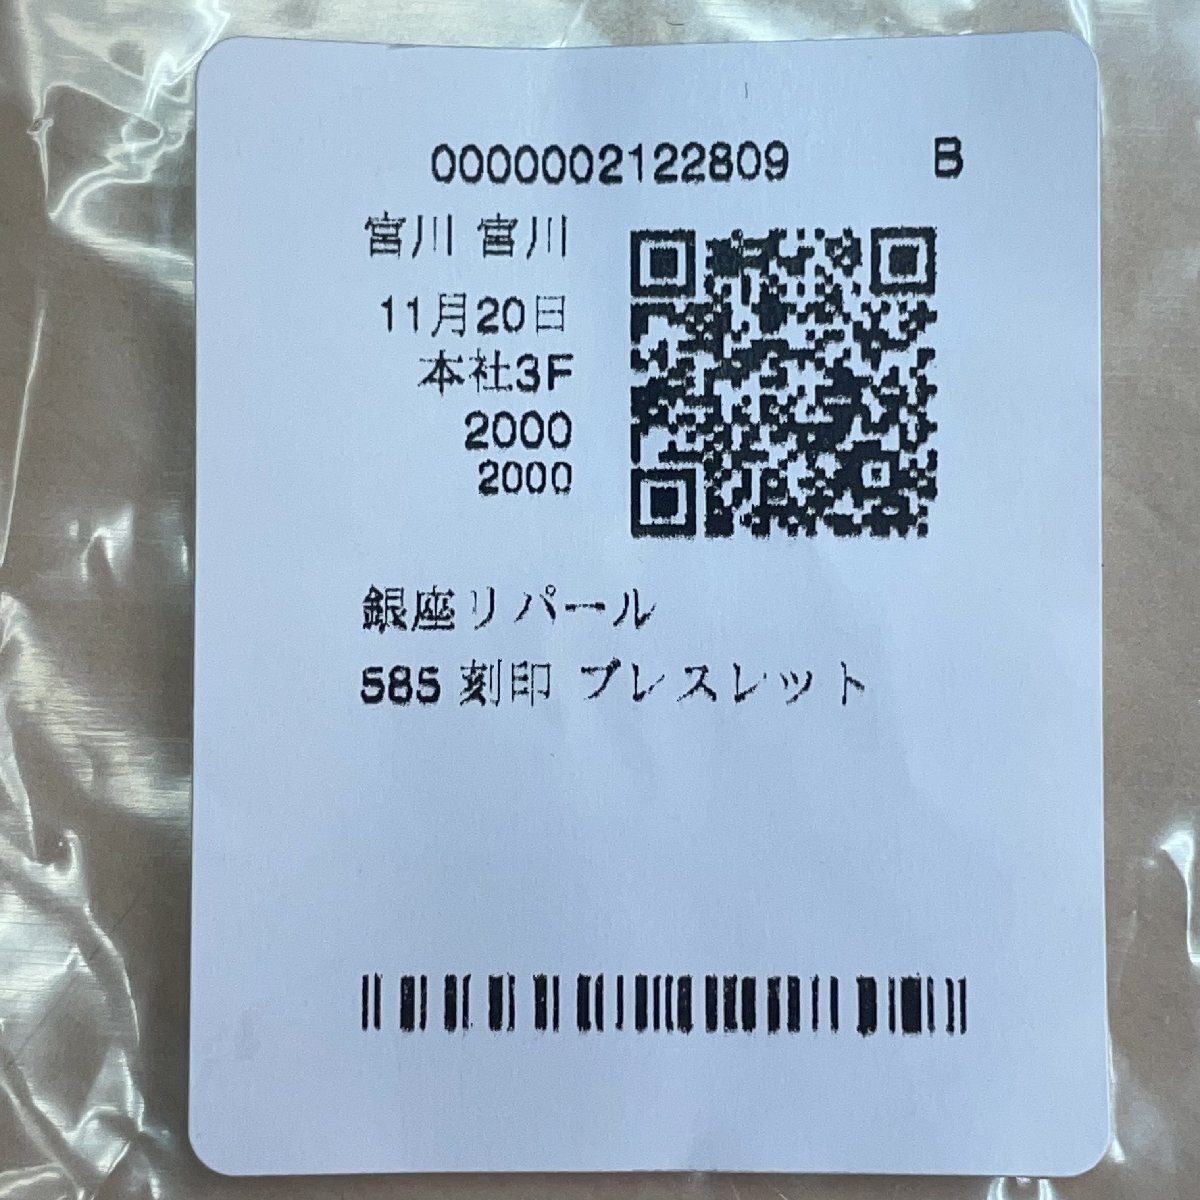 0000002122809 B
宮川 宮川
11月20日
本社3F
2000
2000
銀座リパール
585 刻印 ブレスレット